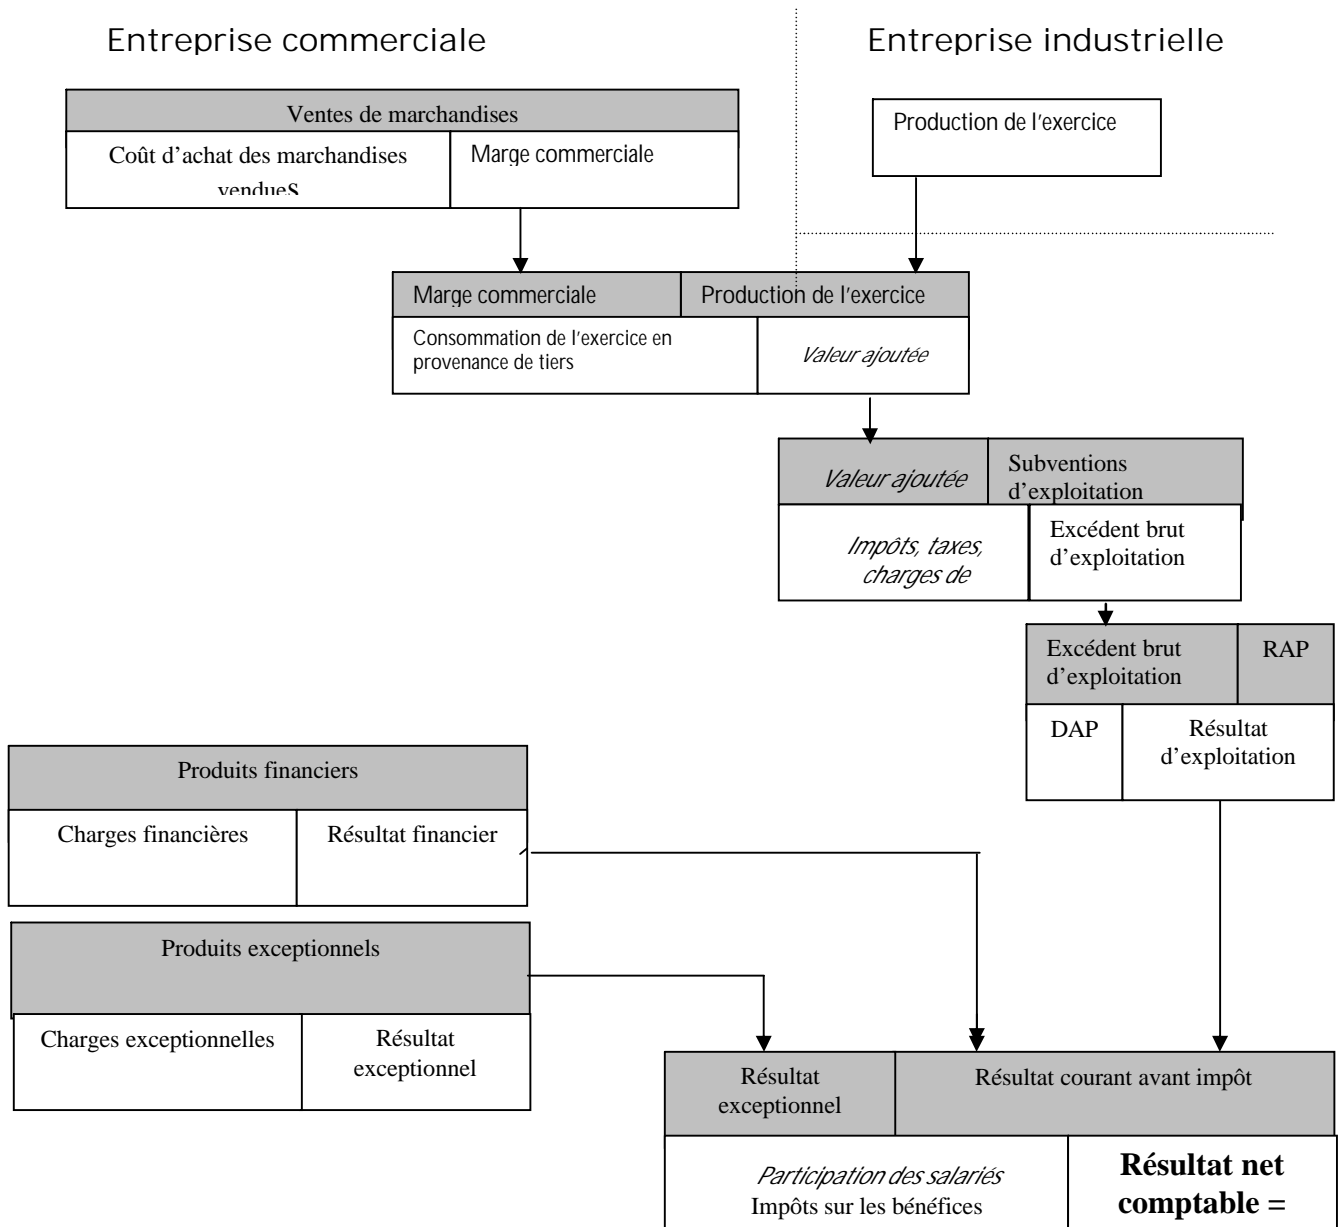 Entreprise commerciale
Entreprise industrielle
Ventes de marchandises
Coût d'achat des marchandises
vendueS
Marge commerciale
Production de l'exercice
Marge commerciale
Production de l'exercice
Consommation de l'exercice en
provenance de tiers
Valeur ajoutée
Valeur ajoutée
Subventions
d'exploitation
Impôts, taxes,
charges de
Excédent brut
d'exploitation
Excédent brut
d'exploitation
RAP
DAP
Résultat
d'exploitation
Produits financiers
Charges financières
Résultat financier
Produits exceptionnels
Charges exceptionnelles
Résultat
exceptionnel
Résultat
exceptionnel
Résultat courant avant impôt
Participation des salariés
Impôts sur les bénéfices
Résultat net
comptable =